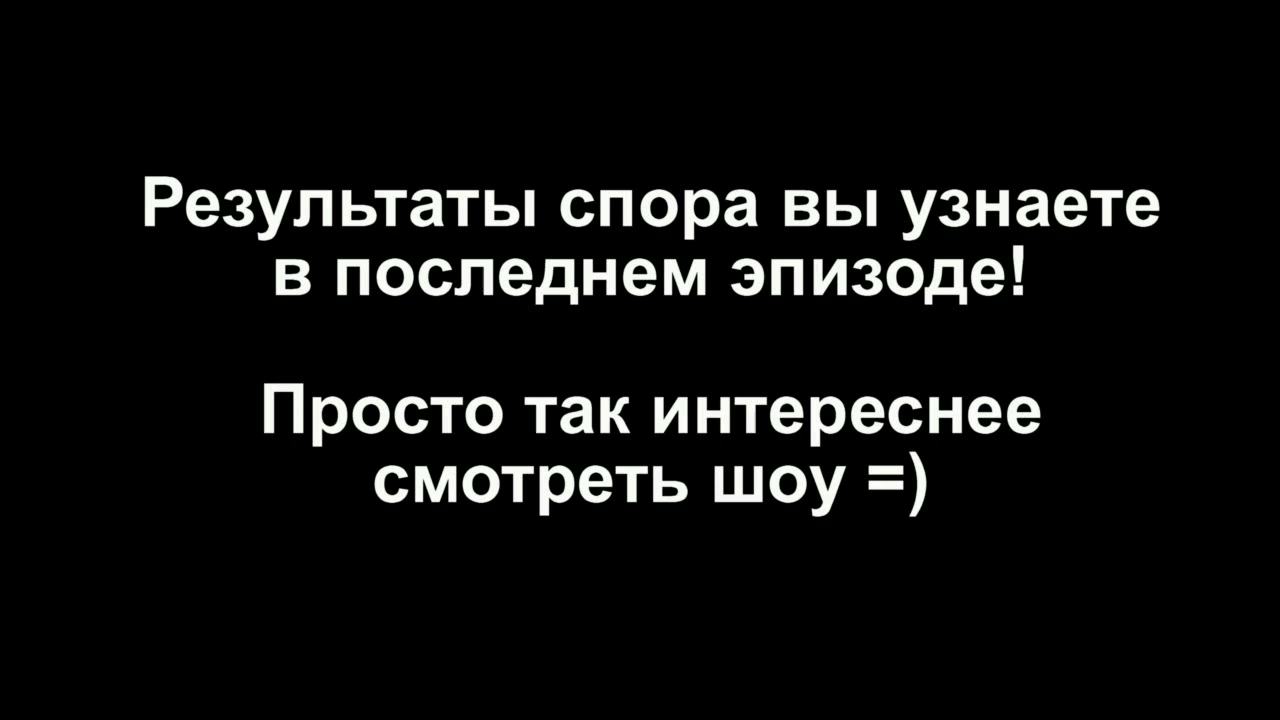 Результаты спора вы узнаете
в последнем эпизоде!
Просто так интереснее
смотреть шоу =)